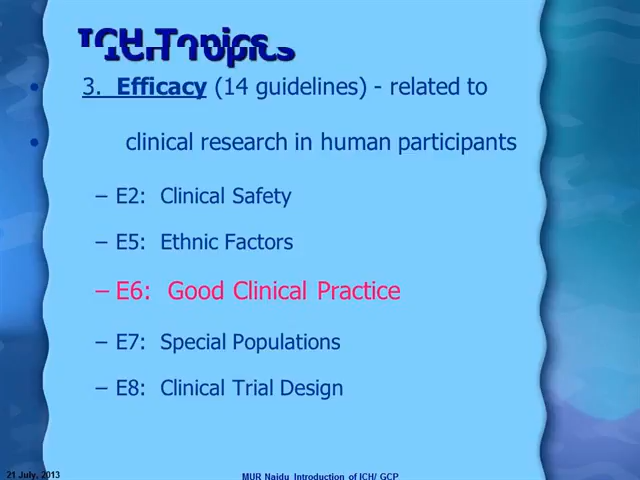 ICH Topics
ICH Topics
• 3. Efficacy (14 guidelines) - related to
• clinical research in human participants
– E2: Clinical Safety
– E5: Ethnic Factors
– E6: Good Clinical Practice
– E7: Special Populations
– E8: Clinical Trial Design
21 July, 2013
MUR Naidu Introduction of ICH/ GCP